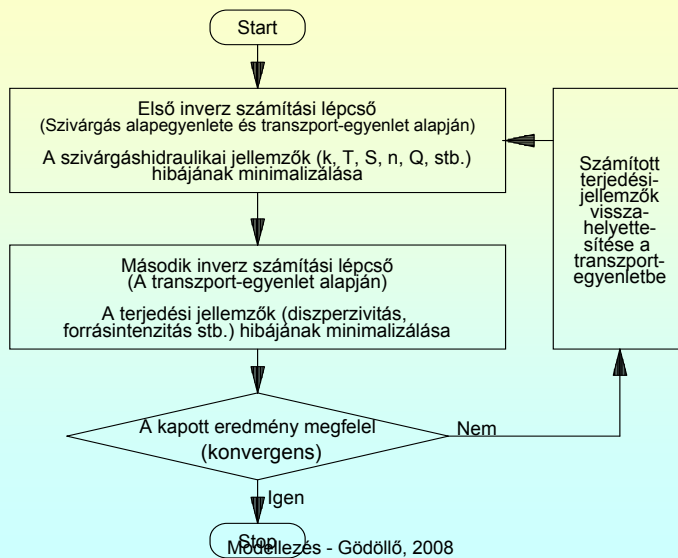 Start
Első inverz számítási lépcső
(Szivárgás alapegyenlete és transzport-egyenlet alapján)
A szivárgáshidraulikai jellemzők (k, T, S, n, Q, stb.)
hibájának minimalizálása
Második inverz számítási lépcső
(A transzport-egyenlet alapján)
A terjedési jellemzők (diszperzivitás,
forrásintenzitás stb.) hibájának minimalizálása
A kapott eredmény megfelel
(konvergens)
Nem
Számított
terjedési-
jellemzők
vissza-
helyette-
sítése a
transzport-
egyenletbe
Igen
Stop
Modellezés - Gödöllő, 2008